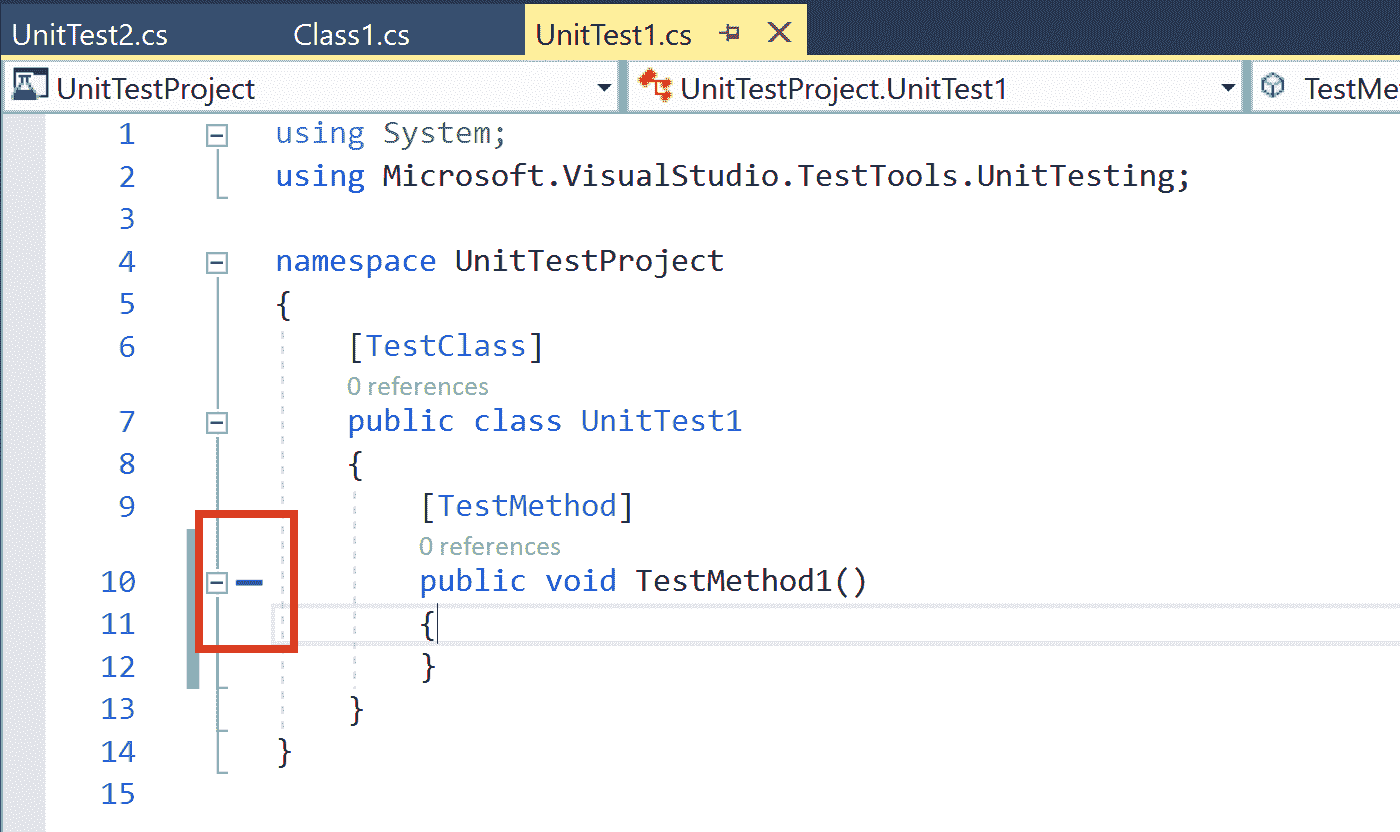 UnitTest2.cs Class1.cs UnitTest1.cs
UnitTestProject UnitTestProject.UnitTest1 TestMe
1 using System;
2 using Microsoft.VisualStudio.TestTools.UnitTesting;
3
4 namespace UnitTestProject
5 {
6 [TestClass]
0 references
7 public class UnitTest1
8 {
9 [TestMethod]
0 references
10 public void TestMethod1()
11 {
12 }
13 }
14 }
15